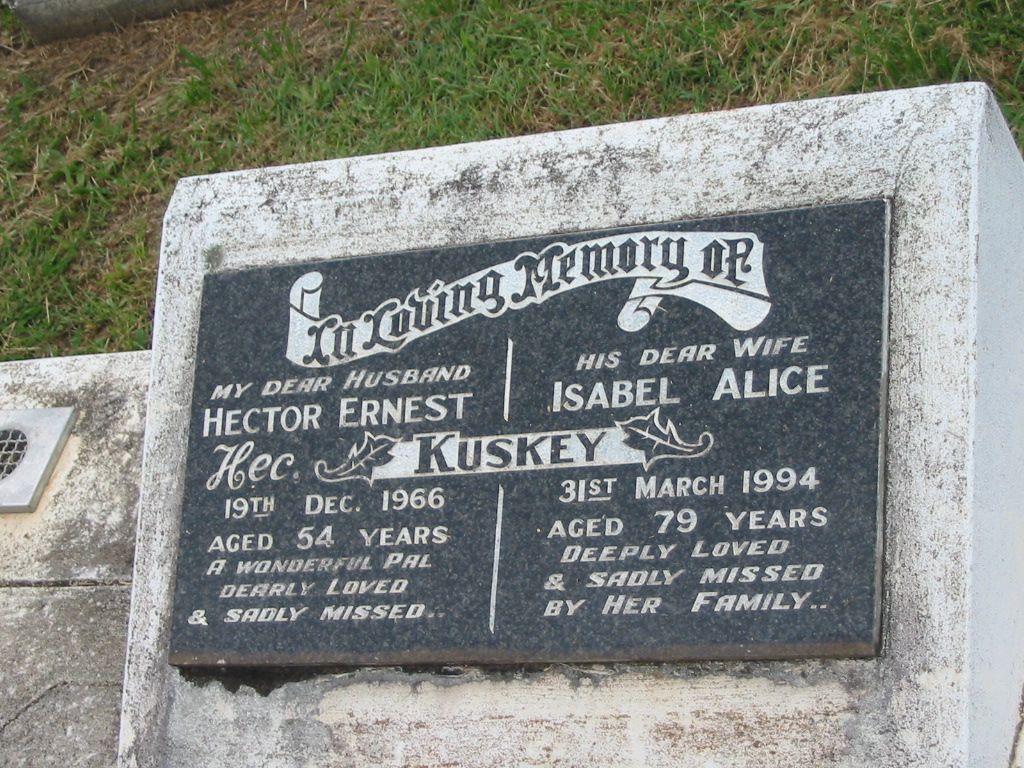 In Loving Memory of
MY DEAR HUSBAND
HECTOR ERNEST
Hec.
HIS DEAR WIFE
ISABEL ALICE
KUSKEY
19TH DEC. 1966
AGED 54 YEARS
A WONDERFUL PAL
DEARLY LOVED
& SADLY MISSED..
31ST MARCH 1994
AGED 79 YEARS
DEEPLY LOVED
& SADLY MISSED
BY HER FAMILY..